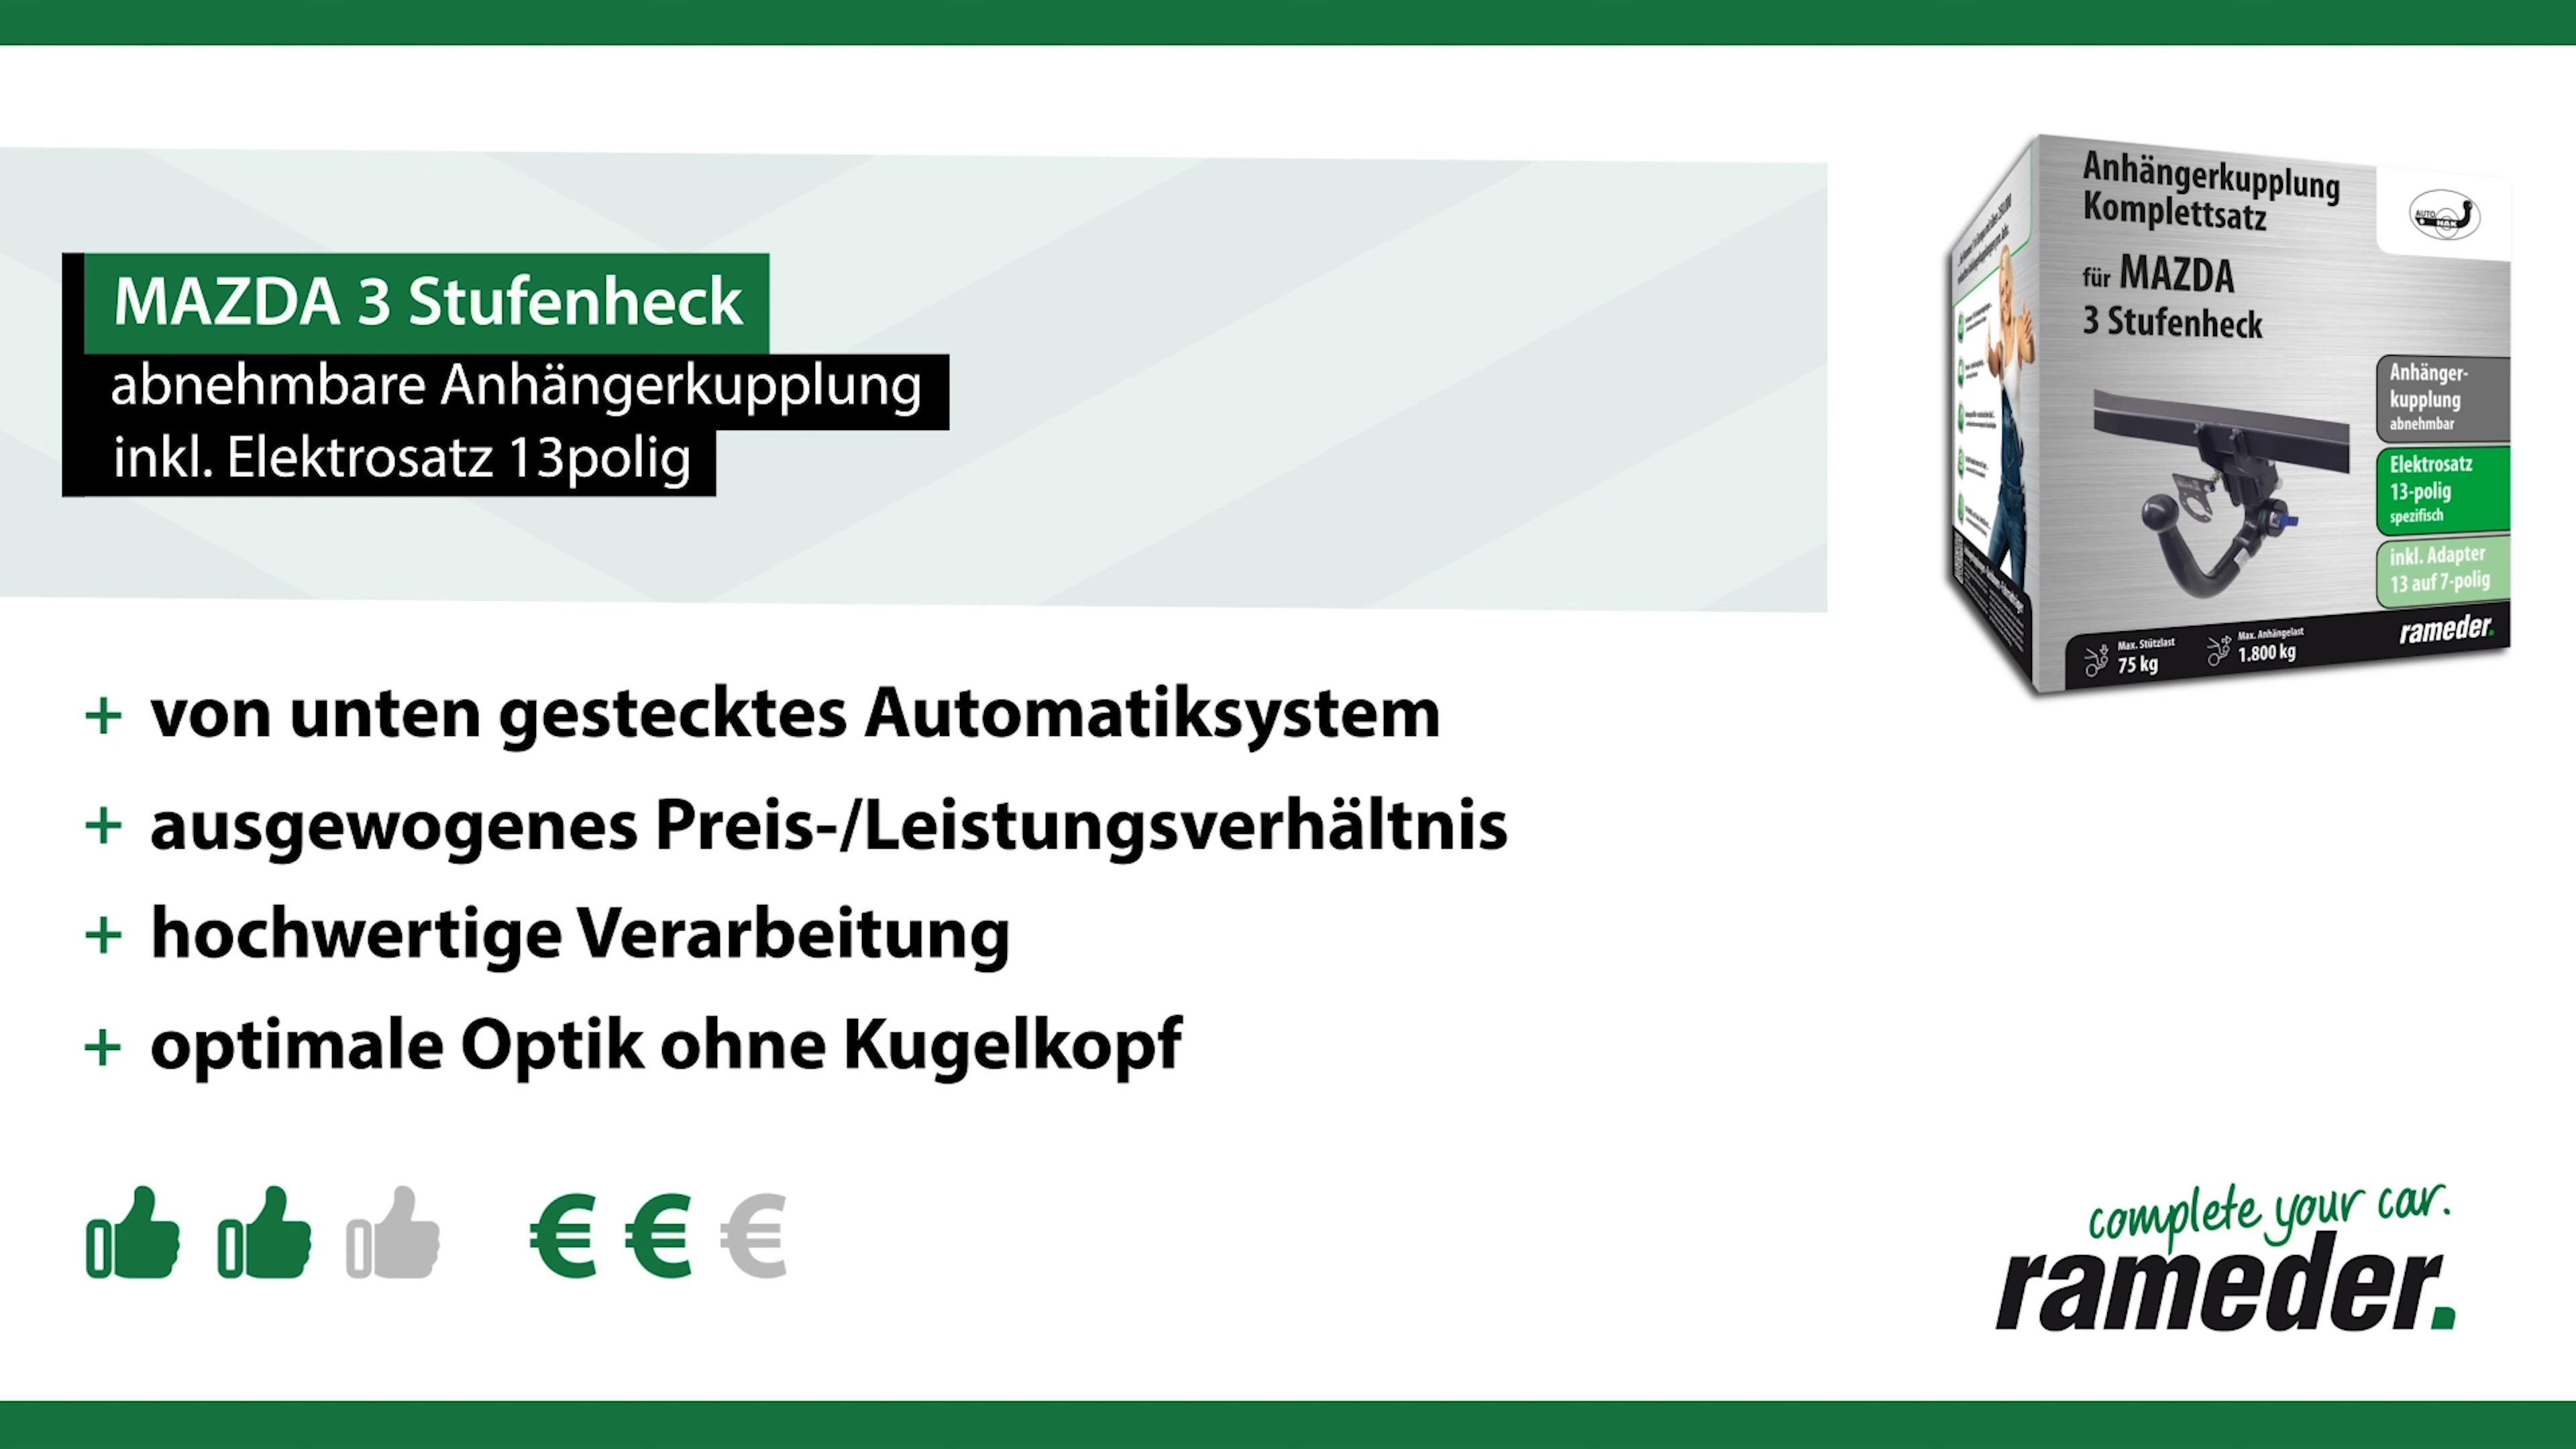 MAZDA 3 Stufenheck
abnehmbare Anhängerkupplung
inkl. Elektrosatz 13polig
Anhängerkupplung
Komplettsatz
für MAZDA
3 Stufenheck
AUTO
HAK
Anhänger-
kupplung
abnehmbar
Elektrosatz
13-polig
spezifisch
inkl. Adapter
13 auf 7-polig
Max. Stützlast
75 kg
Max. Anhängelast
1.800 kg
rameder.
+ von unten gestecktes Automatiksystem
+ ausgewogenes Preis-/Leistungsverhältnis
+ hochwertige Verarbeitung
+ optimale Optik ohne Kugelkopf
€ € €
complete your car.
rameder.